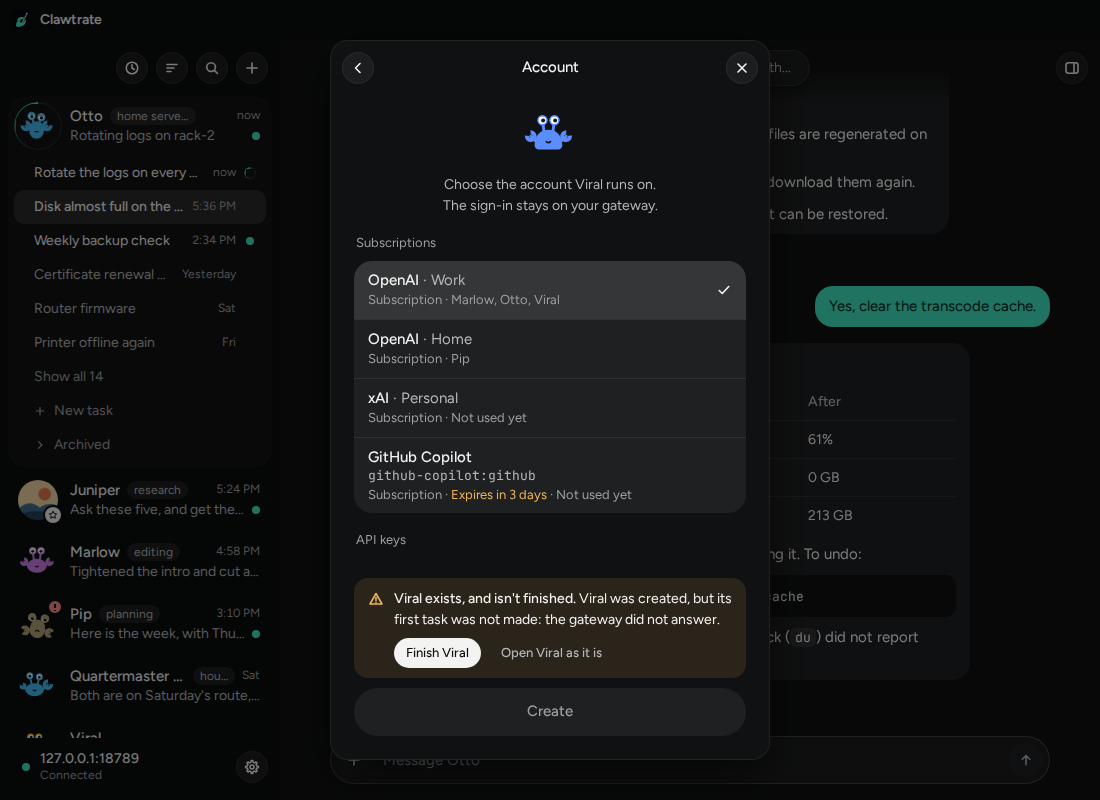 Clawtrate
Otto home serve... now
Rotating logs on rack-2
Rotate the logs on every ... now
Disk almost full on the ... 5:36 PM
Weekly backup check 2:34 PM
Certificate renewal ... Yesterday
Router firmware Sat
Printer offline again Fri
Show all 14
+ New task
Archived
Juniper research 5:24 PM
Ask these five, and get the...
Marlow editing 4:58 PM
Tightened the intro and cut a...
Pip planning 3:10 PM
Here is the week, with Thu...
Quartermaster ... hou... Sat
Both are on Saturday's route,...
Viral
127.0.0.1:18789
Connected
Account
Choose the account Viral runs on.
The sign-in stays on your gateway.
Subscriptions
OpenAI · Work
Subscription · Marlow, Otto, Viral
OpenAI · Home
Subscription · Pip
xAI · Personal
Subscription · Not used yet
GitHub Copilot
github-copilot:github
Subscription · Expires in 3 days · Not used yet
API keys
Viral exists, and isn't finished. Viral was created, but its
first task was not made: the gateway did not answer.
Finish Viral Open Viral as it is
Create
th...
files are regenerated on
download them again.
t can be restored.
Yes, clear the transcode cache.
After
61%
0 GB
213 GB
ng it. To undo:
cache
ck ( du ) did not report
Message Otto